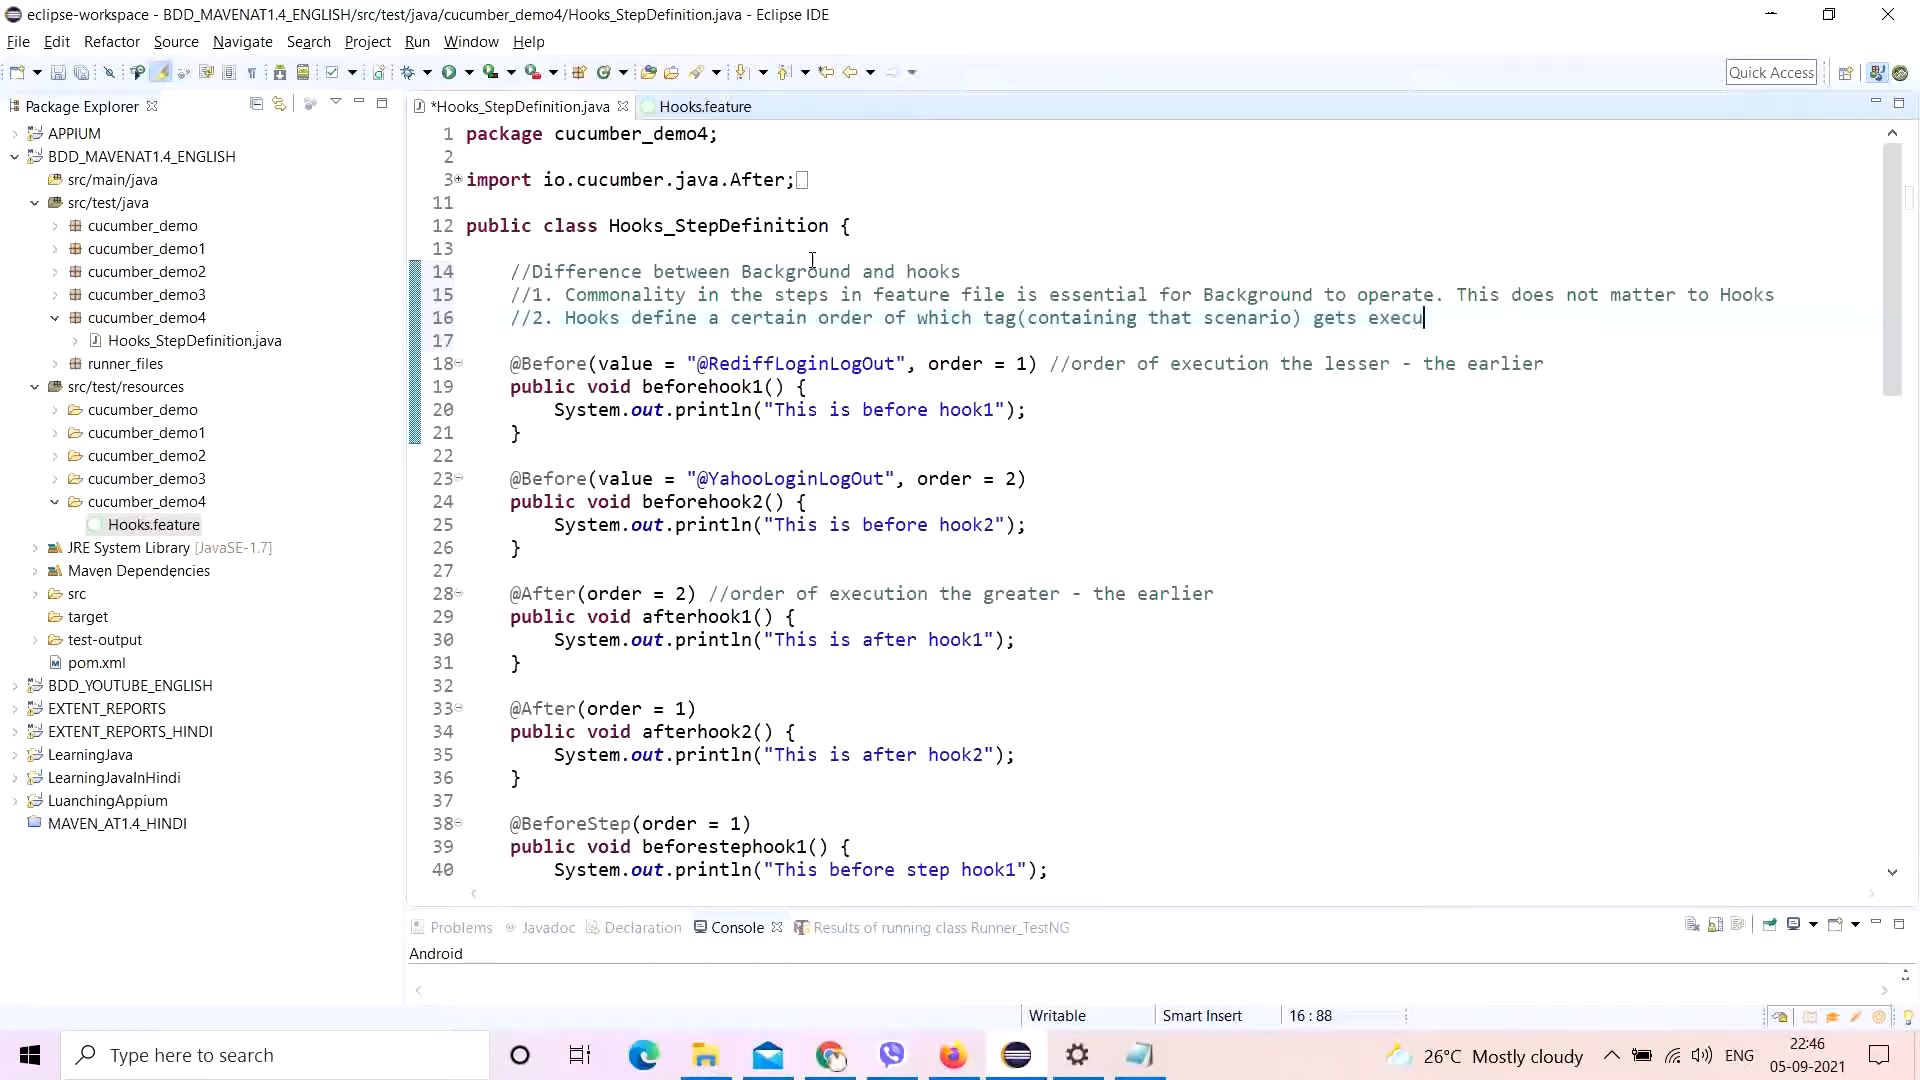 eclipse-workspace - BDD_MAVENAT1.4_ENGLISH/src/test/java/cucumber_demo4/Hooks_StepDefinition.java - Eclipse IDE
File Edit Refactor Source Navigate Search Project Run Window Help
Quick Access
Package Explorer
APPIUM
BDD_MAVENAT1.4_ENGLISH
src/main/java
src/test/java
cucumber_demo
cucumber_demo1
cucumber_demo2
cucumber_demo3
cucumber_demo4
Hooks_StepDefinition.java
runner_files
src/test/resources
cucumber_demo
cucumber_demo1
cucumber_demo2
cucumber_demo3
cucumber_demo4
Hooks.feature
JRE System Library [JavaSE-1.7]
Maven Dependencies
src
target
test-output
pom.xml
BDD_YOUTUBE_ENGLISH
EXTENT_REPORTS
EXTENT_REPORTS_HINDI
LearningJava
LearningJavaInHindi
LuanchingAppium
MAVEN_AT1.4_HINDI
*Hooks_StepDefinition.java Hooks.feature
1 package cucumber_demo4;
2
3 import io.cucumber.java.After;
11
12 public class Hooks_StepDefinition {
13
14 //Difference between Background and hooks
15 //1. Commonality in the steps in feature file is essential for Background to operate. This does not matter to Hooks
16 //2. Hooks define a certain order of which tag(containing that scenario) gets execu
17
18 @Before(value = "@RediffLoginLogOut", order = 1) //order of execution the lesser - the earlier
19 public void beforehook1() {
20 System.out.println("This is before hook1");
21 }
22
23 @Before(value = "@YahooLoginLogOut", order = 2)
24 public void beforehook2() {
25 System.out.println("This is before hook2");
26 }
27
28 @After(order = 2) //order of execution the greater - the earlier
29 public void afterhook1() {
30 System.out.println("This is after hook1");
31 }
32
33 @After(order = 1)
34 public void afterhook2() {
35 System.out.println("This is after hook2");
36 }
37
38 @BeforeStep(order = 1)
39 public void beforestephook1() {
40 System.out.println("This before step hook1");
Problems @ Javadoc Declaration Console Results of running class Runner_TestNG
Android
Writable Smart Insert 16 : 88
Type here to search
26°C Mostly cloudy ENG
22:46
05-09-2021